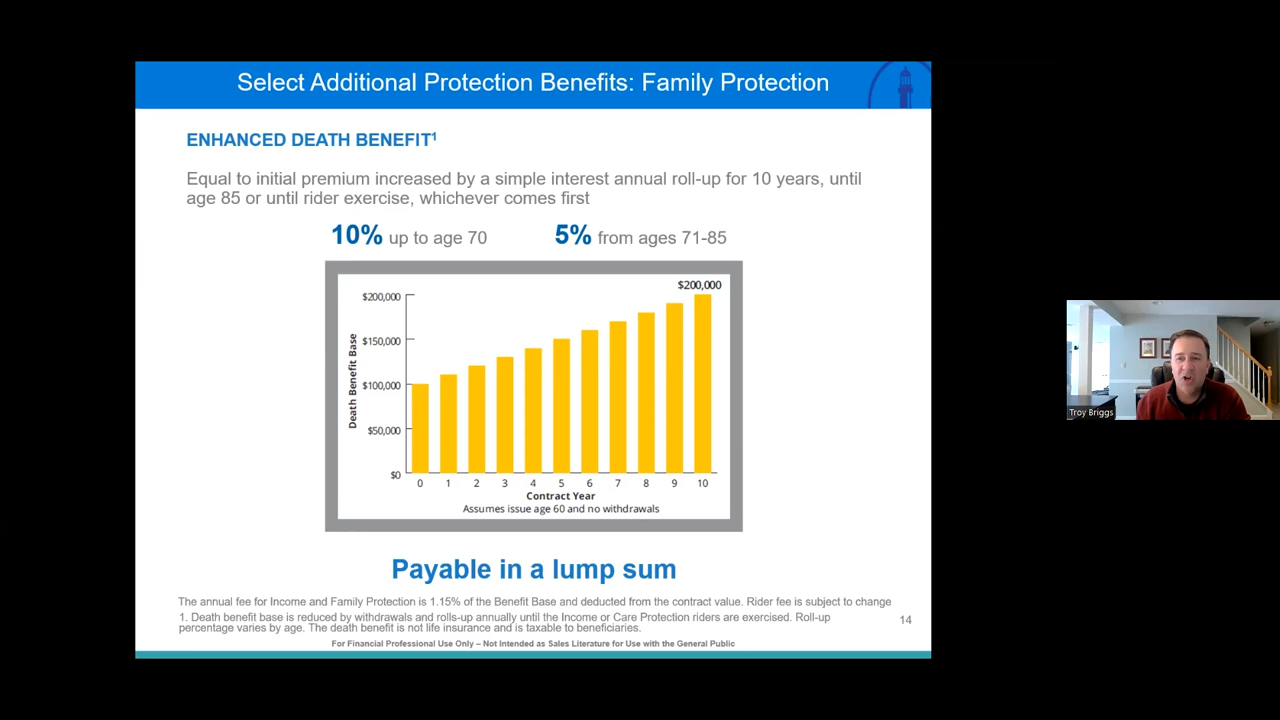 Select Additional Protection Benefits: Family Protection
ENHANCED DEATH BENEFIT¹
Equal to initial premium increased by a simple interest annual roll-up for 10 years, until
age 85 or until rider exercise, whichever comes first
10% up to age 70 5% from ages 71-85
$200,000
$200,000
$150,000
$100,000
$50,000
$0
Death Benefit Base
0 1 2 3 4 5 6 7 8 9 10
Contract Year
Assumes issue age 60 and no withdrawals
Troy Briggs
Payable in a lump sum
The annual fee for Income and Family Protection is 1.15% of the Benefit Base and deducted from the contract value. Rider fee is subject to change
1. Death benefit base is reduced by withdrawals and rolls-up annually until the Income or Care Protection riders are exercised. Roll-up
percentage varies by age. The death benefit is not life insurance and is taxable to beneficiaries.
14
For Financial Professional Use Only – Not Intended as Sales Literature for Use with the General Public